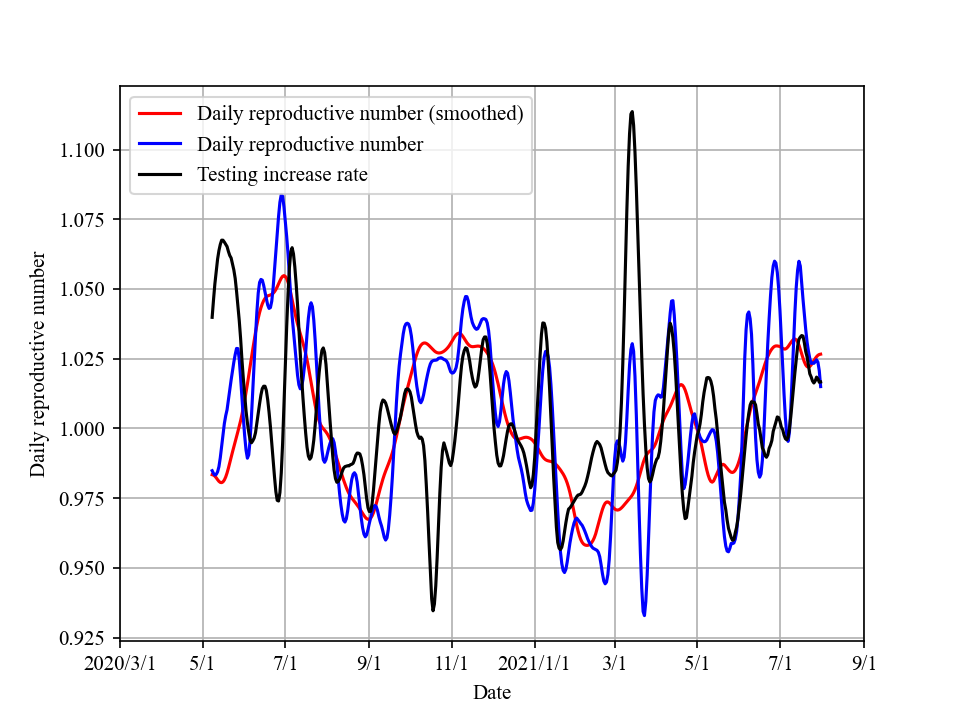 Daily reproductive number (smoothed)
Daily reproductive number
Testing increase rate
Daily reproductive number
1.100
1.075
1.050
1.025
1.000
0.975
0.950
0.925
2020/3/1 5/1 7/1 9/1 11/1 2021/1/1 3/1 5/1 7/1 9/1
Date